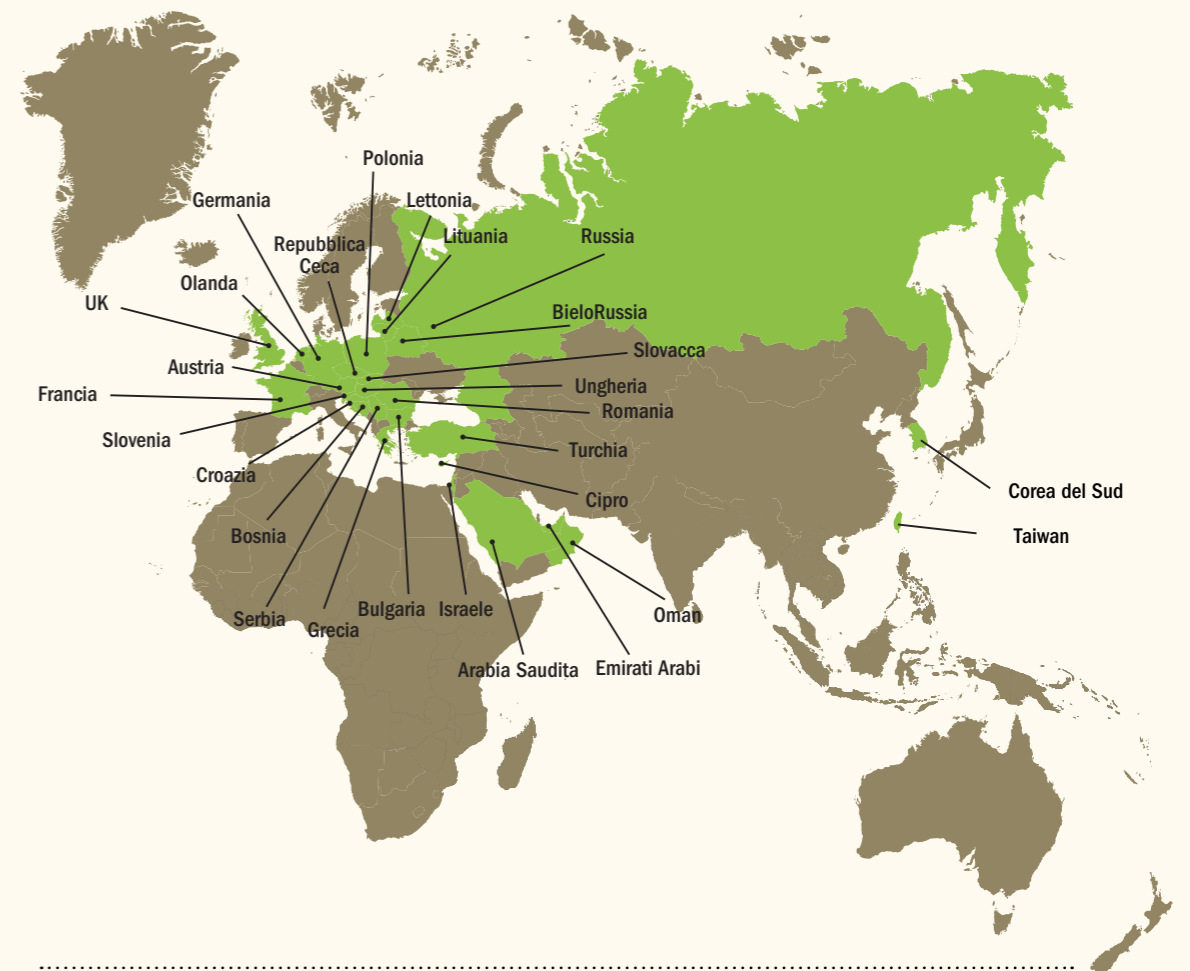 Polonia
Germania
Lettonia
Repubblica
Ceca
Lituania
Russia
Olanda
UK
BieloRussia
Slovacca
Austria
Ungheria
Francia
Romania
Slovenia
Turchia
Croazia
Cipro
Corea del Sud
Bosnia
Taiwan
Serbia
Grecia
Bulgaria
Israele
Oman
Arabia Saudita
Emirati Arabi